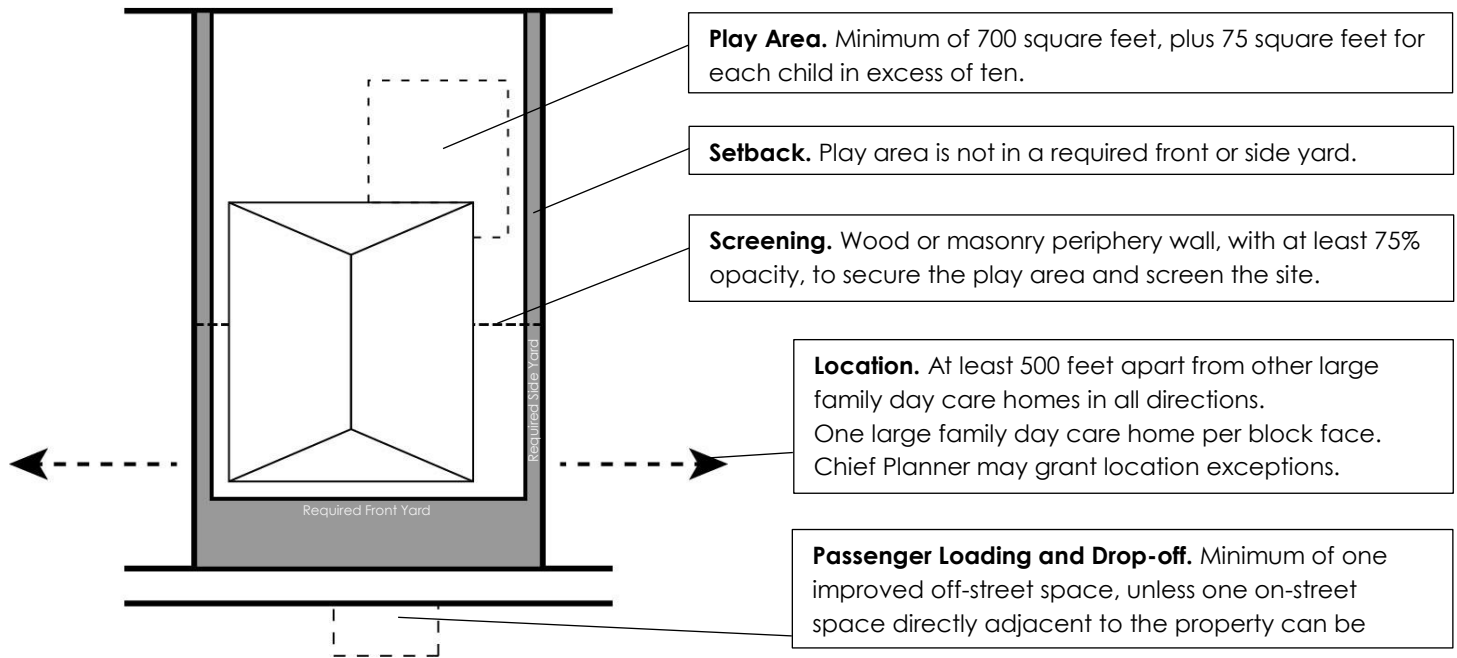 Play Area. Minimum of 700 square feet, plus 75 square feet for
each child in excess of ten.
Setback. Play area is not in a required front or side yard.
Screening. Wood or masonry periphery wall, with at least 75%
opacity, to secure the play area and screen the site.
Required Side Yard
Location. At least 500 feet apart from other large
family day care homes in all directions.
One large family day care home per block face.
Chief Planner may grant location exceptions.
Required Front Yard
Passenger Loading and Drop-off. Minimum of one
improved off-street space, unless one on-street
space directly adjacent to the property can be